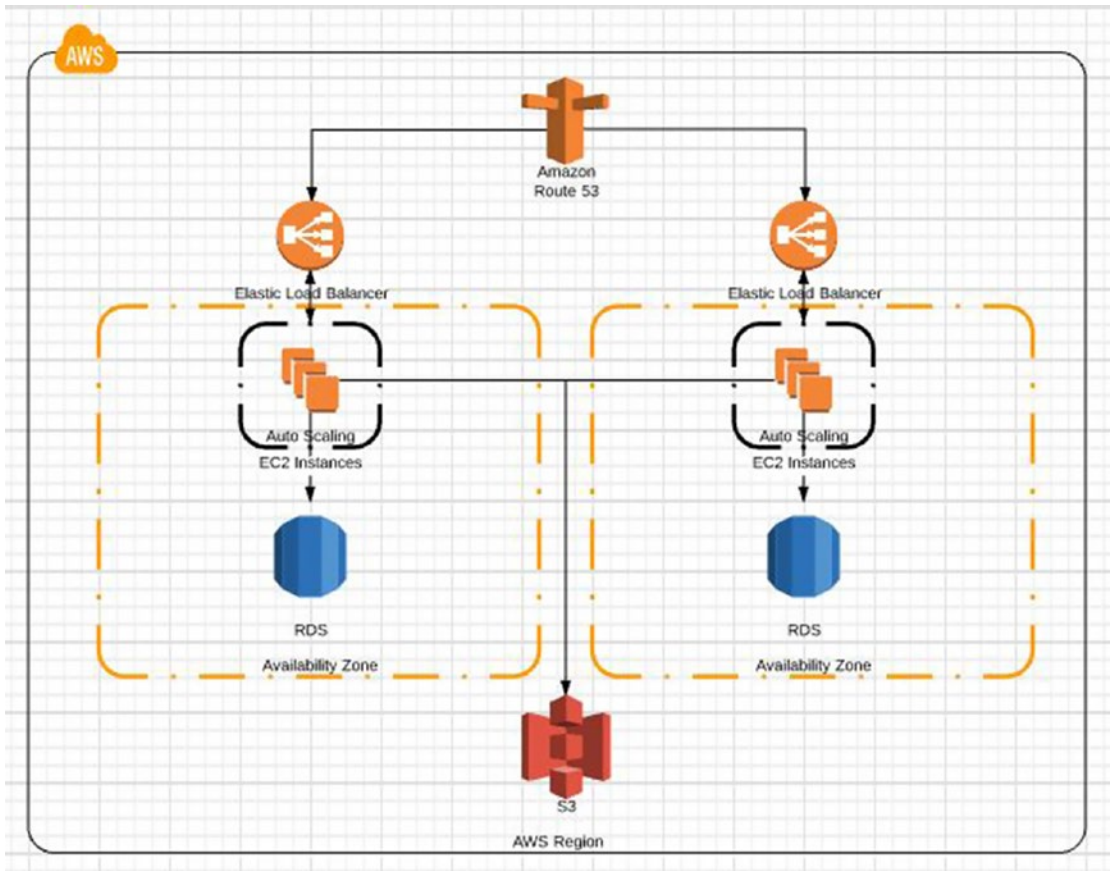 AWS
Amazon
Route 53
Elastic Load Balancer
Elastic Load Balancer
Auto Scaling
EC2 Instances
Auto Scaling
EC2 Instances
RDS
RDS
Availability Zone
Availability Zone
S3
AWS Region